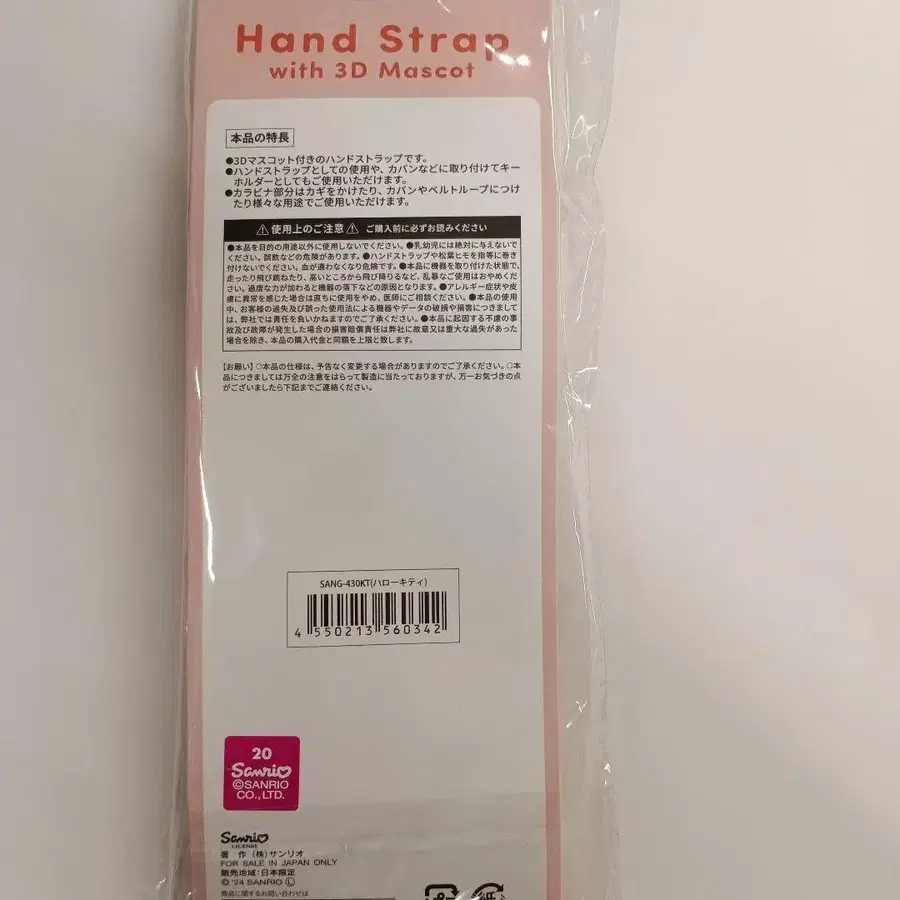 Hand Strap
with 3D Mascot
本品の特長
●3Dマスコット付きのハンドストラップです。
●ハンドストラップとしての使用や、カバンなどに取り付けてキー
ホルダーとしてもご使用いただけます。
●カラビナ部分はカギをかけたり、カバンやベルトループにつけ
たり様々な用途でご使用いただけます。
⚠使用上のご注意⚠ ご購入前に必ずお読みください
●本品を目的の用途以外に使用しないでください。●乳幼児には絶対に与えないで
ください。誤飲などの危険があります。●ハンドストラップや松葉ヒモを指等に巻き
付けないでください。血が通わなくなり危険です。●本品に機器を取り付けた状態で、
走ったり飛び跳ねたり、高いところから飛び降りるなど、乱暴なご使用はおやめくだ
さい。過度な力が加わると機器の落下などの原因となります。●アレルギー症状や皮
膚に異常を感じた場合は直ちに使用をやめ、医師にご相談ください。●本品の使用
中、お客様の過失及び誤った使用法による機器やデータの破損や損害につきまして
は、弊社では責任を負いかねますのでご了承ください。●本品に起因する不慮の事
故及び故障が発生した場合の損害賠償責任は弊社に故意又は重大な過失があった
場合を除き、本品の購入代金と同額を上限と致します。
【お願い】○本品の仕様は、予告なく変更する場合がありますのでご了承ください。○本
品につきましては万全の注意をはらって製造に当たっておりますが、万一お気づきの点
がございましたら下記までご連絡ください。
SANG-430KT(ハローキティ)
4 550213 560342
20
Sanrio
©SANRIO
CO., LTD.
Sanrio
LICENSE
著 作 (株)サンリオ
FOR SALE IN JAPAN ONLY
販売地域:日本限定
© '24 SANRIO Ⓛ
商品に関するお問い合わせは
紙